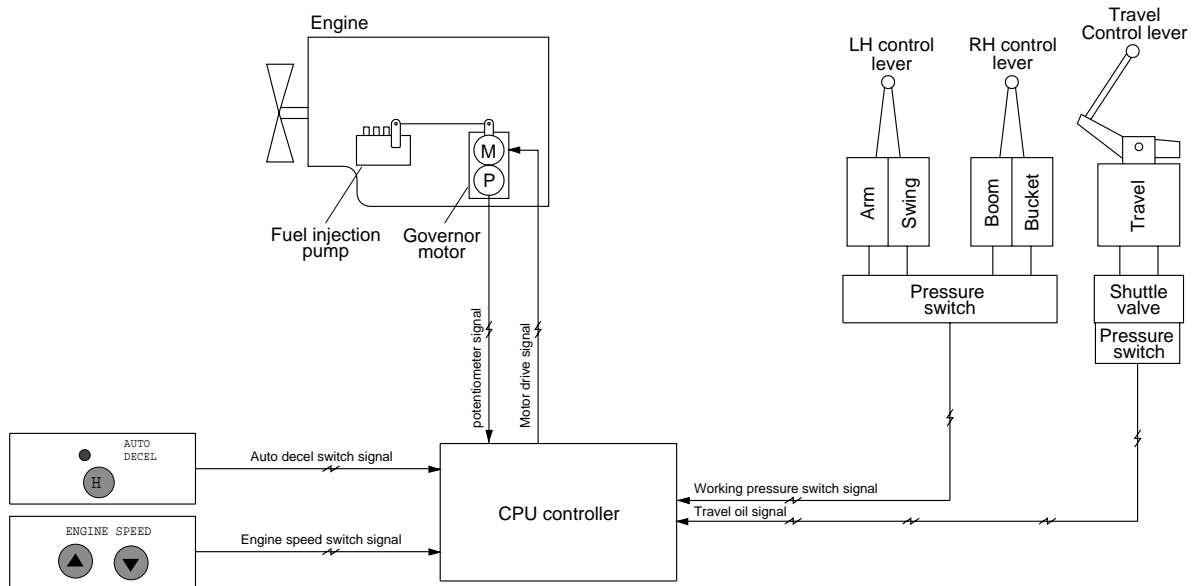 Engine
Travel
Control lever
LH control
lever
RH control
lever
M
P
Arm
Swing
Boom
Bucket
Travel
Fuel injection
pump
Governor
motor
Pressure
switch
Shuttle
valve
Pressure
switch
potentiometer signal
Motor drive signal
AUTO
DECEL
H
Auto decel switch signal
Working pressure switch signal
CPU controller
Travel oil signal
ENGINE SPEED
Engine speed switch signal